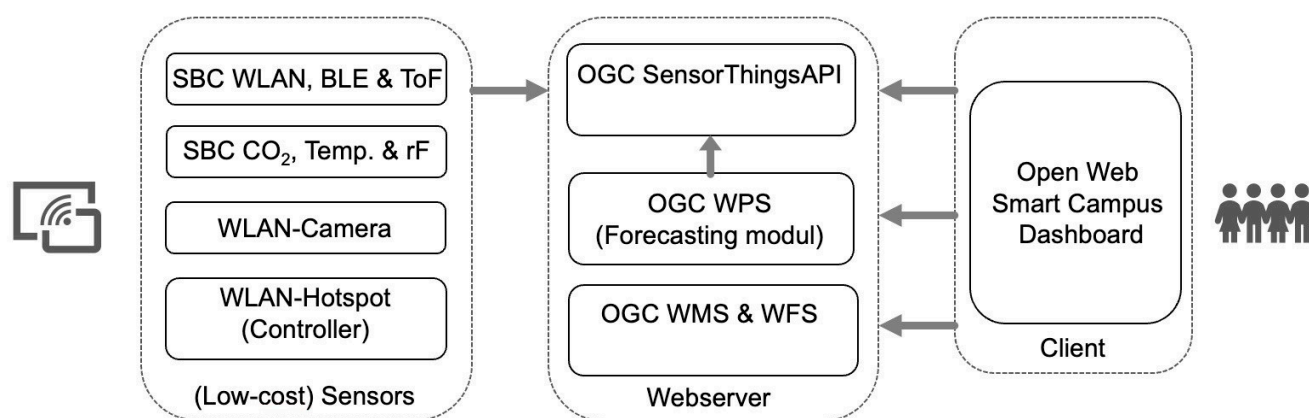 SBC WLAN, BLE & ToF
SBC CO₂, Temp. & rF
WLAN-Camera
WLAN-Hotspot
(Controller)
(Low-cost) Sensors
OGC SensorThingsAPI
OGC WPS
(Forecasting modul)
OGC WMS & WFS
Webserver
Open Web
Smart Campus
Dashboard
Client